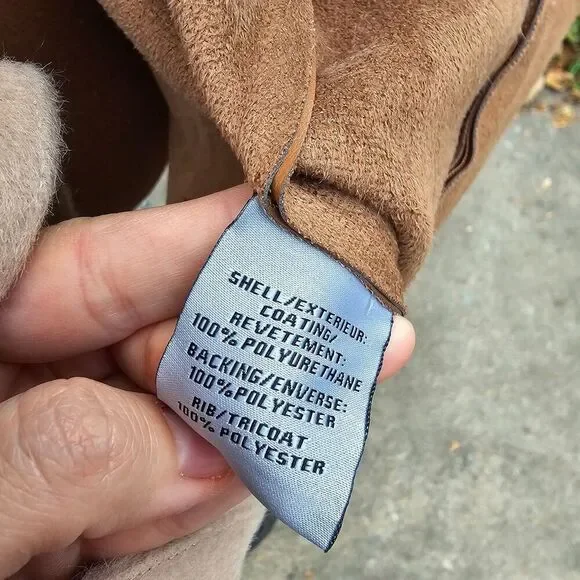 SHELL/EXTERIEUR:
COATING/
REVETEMENT:
100% POLYURETHANE
BACKING/ENVERSE:
100% POLYESTER
RIB/TRICOAT
100% POLYESTER